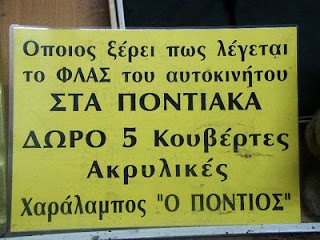 Οποιος ξέρει πως λέγεται
το ΦΛΑΣ του αυτοκινήτου
ΣΤΑ ΠΟΝΤΙΑΚΑ
ΔΩΡΟ 5 Κουβέρτες
Ακρυλικές
Χαράλαμπος "Ο ΠΟΝΤΙΟΣ"